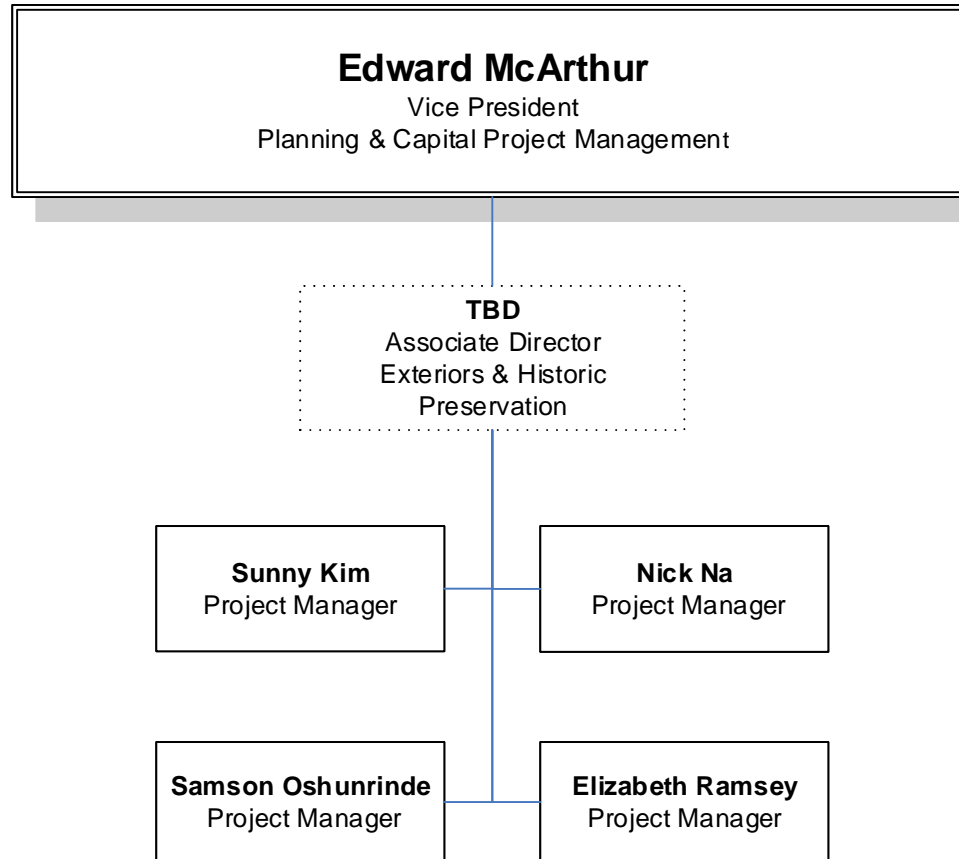 Edward McArthur
Vice President
Planning & Capital Project Management
TBD
Associate Director
Exteriors & Historic
Preservation
Sunny Kim
Project Manager
Nick Na
Project Manager
Samson Oshunrinde
Project Manager
Elizabeth Ramsey
Project Manager